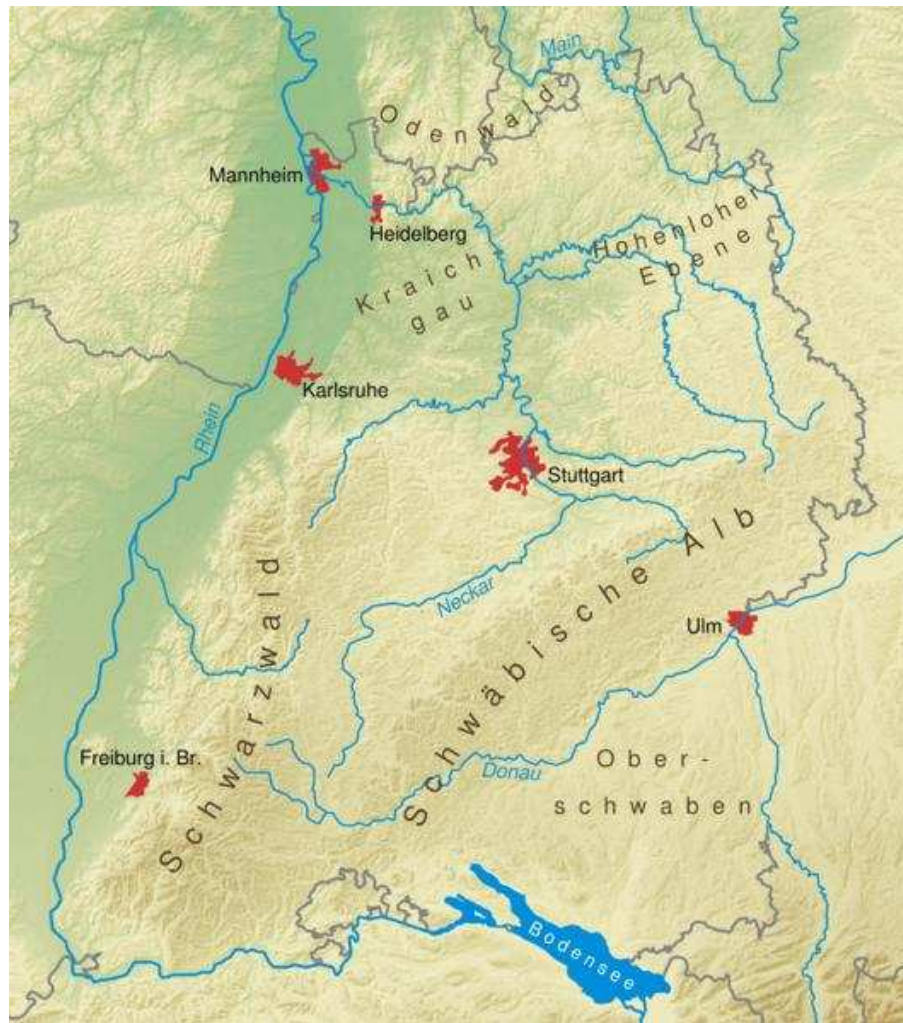 Main
Odenwald
Mannheim
Heidelberg
Hohenloher
Ebene
Kraich
gau
Karlsruhe
Rhein
Stuttgart
Schwäbische Alb
Neckar
Schwarzwald
Ulm
Freiburg i. Br.
Donau
Ober-
schwaben
Bodensee